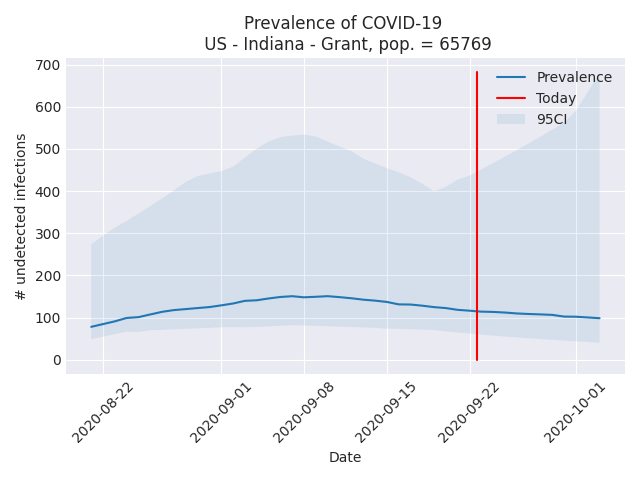 Prevalence of COVID-19
US - Indiana - Grant, pop. = 65769
# undetected infections
700
600
500
400
300
200
100
0
Prevalence
Today
95CI
2020-08-22
2020-09-01
2020-09-08
2020-09-15
2020-09-22
2020-10-01
Date